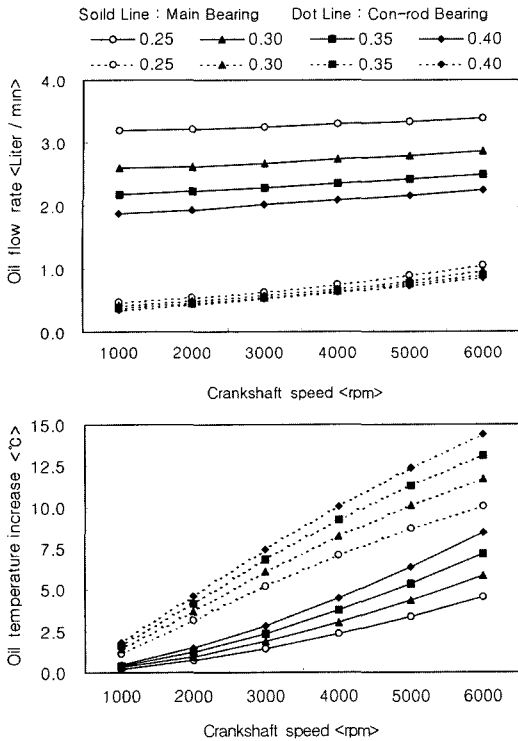 Soild Line : Main Bearing Dot Line : Con-rod Bearing
0.25 0.30 0.35 0.40
0.25 0.30 0.35 0.40
Oil flow rate <Liter / min>
4.0
3.0
2.0
1.0
0.0
1000 2000 3000 4000 5000 6000
Crankshaft speed <rpm>
Oil temperature increase <℃>
15.0
12.5
10.0
7.5
5.0
2.5
0.0
1000 2000 3000 4000 5000 6000
Crankshaft speed <rpm>